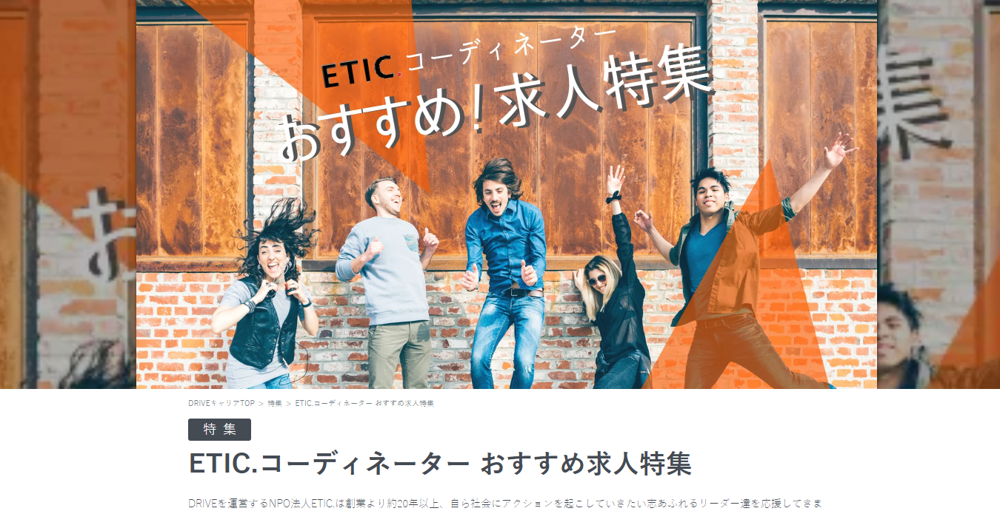 ETIC.コーディネーター
おすすめ!求人特集
DRIVEキャリアTOP > 特集 > ETIC.コーディネーター おすすめ求人特集
特集
ETIC.コーディネーター おすすめ求人特集
DRIVEを運営するNPO法人ETIC.は創業より約20年以上、自ら社会にアクションを起こしていきたい志あふれるリーダー達を応援してきま